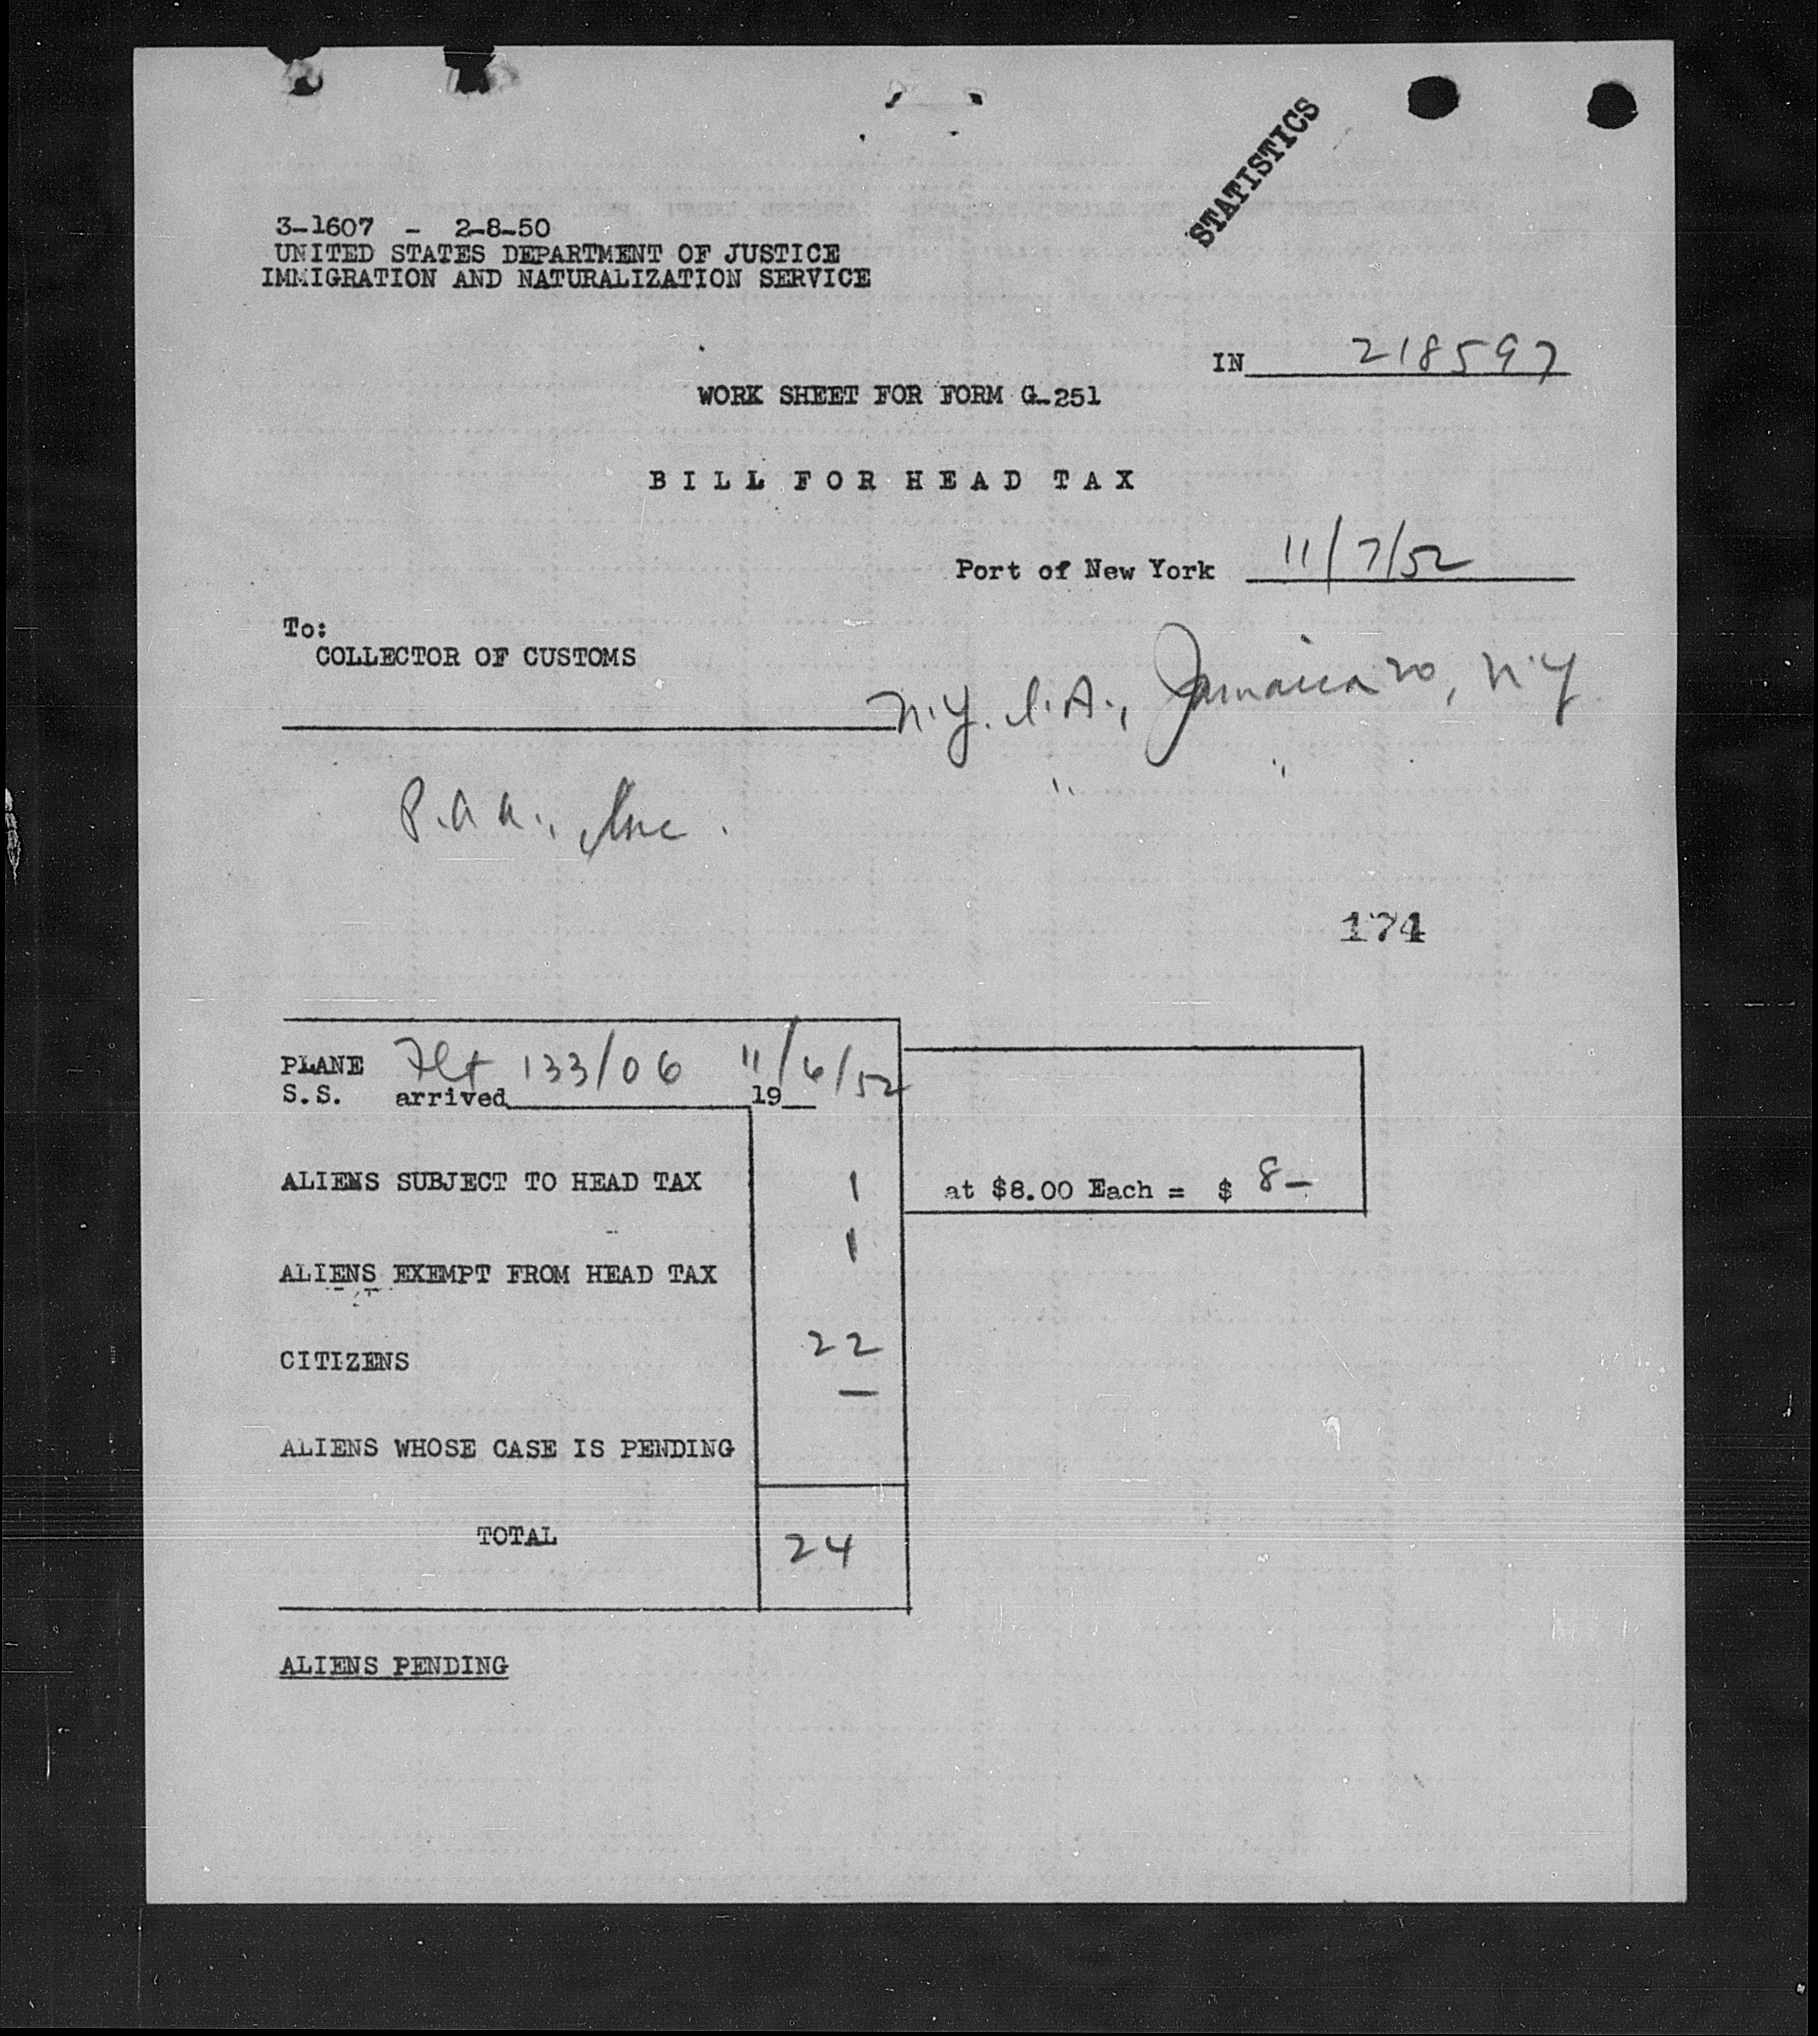 STATISTICS
3-1607 - 2-8-50
UNITED STATES DEPARTMENT OF JUSTICE
IMMIGRATION AND NATURALIZATION SERVICE
IN 218597
WORK SHEET FOR FORM G-251
BILL FOR HEAD TAX
Port of New York 11/7/52
To:
COLLECTOR OF CUSTOMS
N.Y. I.A., Jamaica 20, N.Y
P.A.A., Inc. " "
174
PLANE Flt 133/06 11/6/52
S.S. arrived 19
ALIENS SUBJECT TO HEAD TAX 1 at $8.00 Each = $ 8-
ALIENS EXEMPT FROM HEAD TAX 1
CITIZENS 22
ALIENS WHOSE CASE IS PENDING —
TOTAL 24
ALIENS PENDING